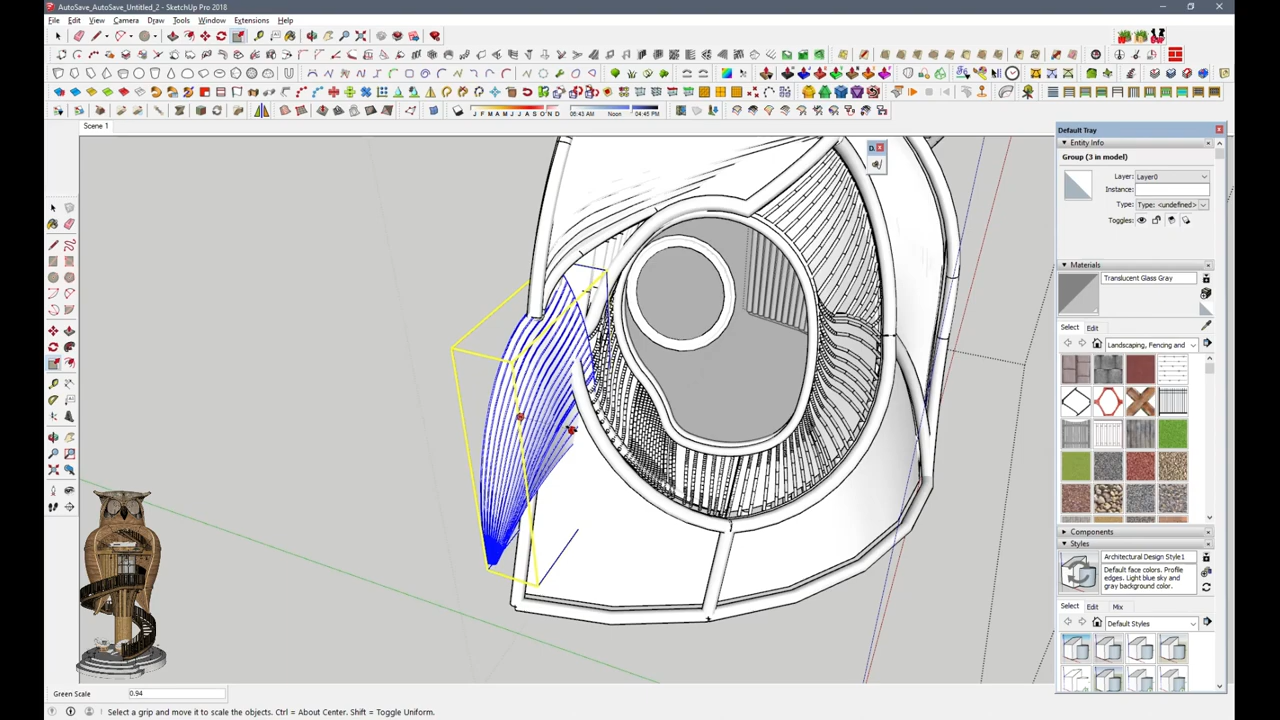 AutoSave_AutoSave_Untitled_2 - SketchUp Pro 2018
File Edit View Camera Draw Tools Window Extensions Help
J F M A M J J A S O N D
06:43 AM Noon 04:45 PM
Scene 1
Default Tray
D...
Entity Info
Group (3 in model)
Layer: Layer0
Instance:
Type: Type: <undefined>
Toggles:
Materials
Translucent Glass Gray
Select Edit
Landscaping, Fencing and
Components
Styles
Architectural Design Style1
Default face colors. Profile edges. Light blue sky and gray background color.
Select Edit Mix
Default Styles
Green Scale 0.94
Select a grip and move it to scale the objects. Ctrl = About Center. Shift = Toggle Uniform.